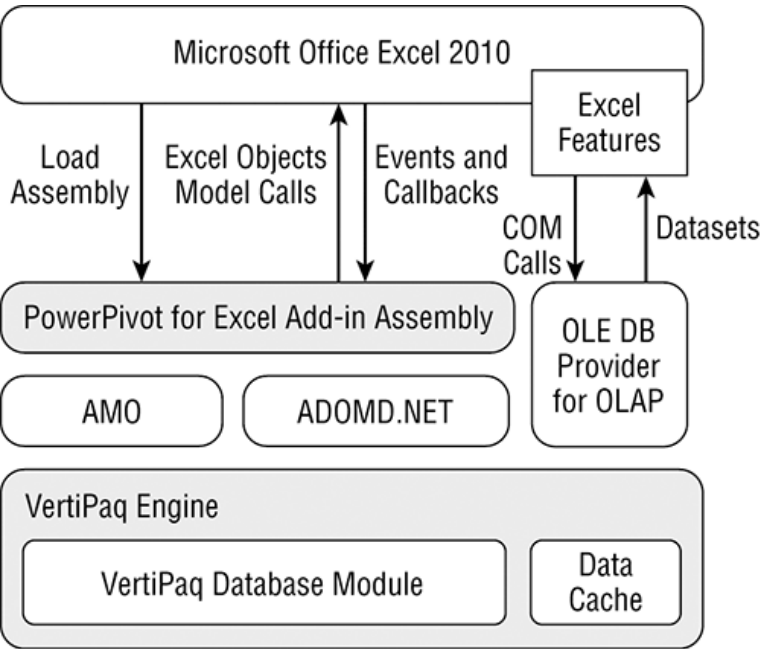 Microsoft Office Excel 2010
Excel
Features
Load
Assembly
Excel Objects
Model Calls
Events and
Callbacks
COM
Calls
Datasets
PowerPivot for Excel Add-in Assembly
OLE DB
Provider
for OLAP
AMO
ADOMD.NET
VertiPaq Engine
VertiPaq Database Module
Data
Cache